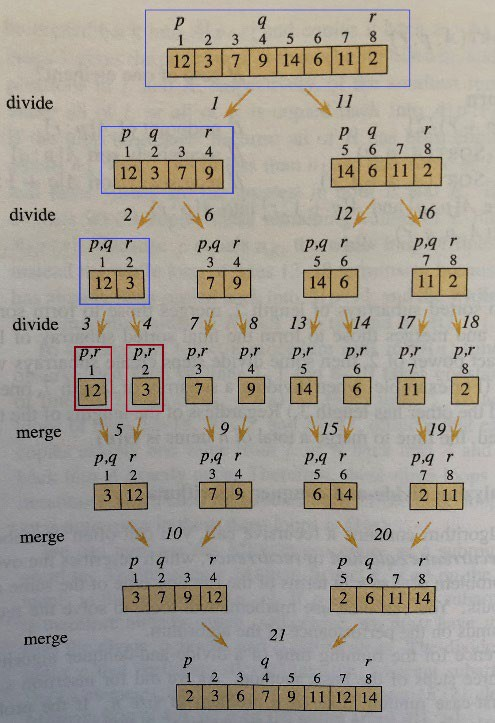 p q r
1 2 3 4 5 6 7 8
12 3 7 9 14 6 11 2
divide 1 11
p q r p q r
1 2 3 4 5 6 7 8
12 3 7 9 14 6 11 2
divide 2 6 12 16
p,q r p,q r p,q r p,q r
1 2 3 4 5 6 7 8
12 3 7 9 14 6 11 2
divide 3 4 7 8 13 14 17 18
p,r p,r p,r p,r p,r p,r p,r p,r
1 2 3 4 5 6 7 8
12 3 7 9 14 6 11 2
merge 5 9 15 19
p,q r p,q r p,q r p,q r
1 2 3 4 5 6 7 8
3 12 7 9 6 14 2 11
merge 10 20
p q r p q r
1 2 3 4 5 6 7 8
3 7 9 12 2 6 11 14
merge 21
p q r
1 2 3 4 5 6 7 8
2 3 6 7 9 11 12 14